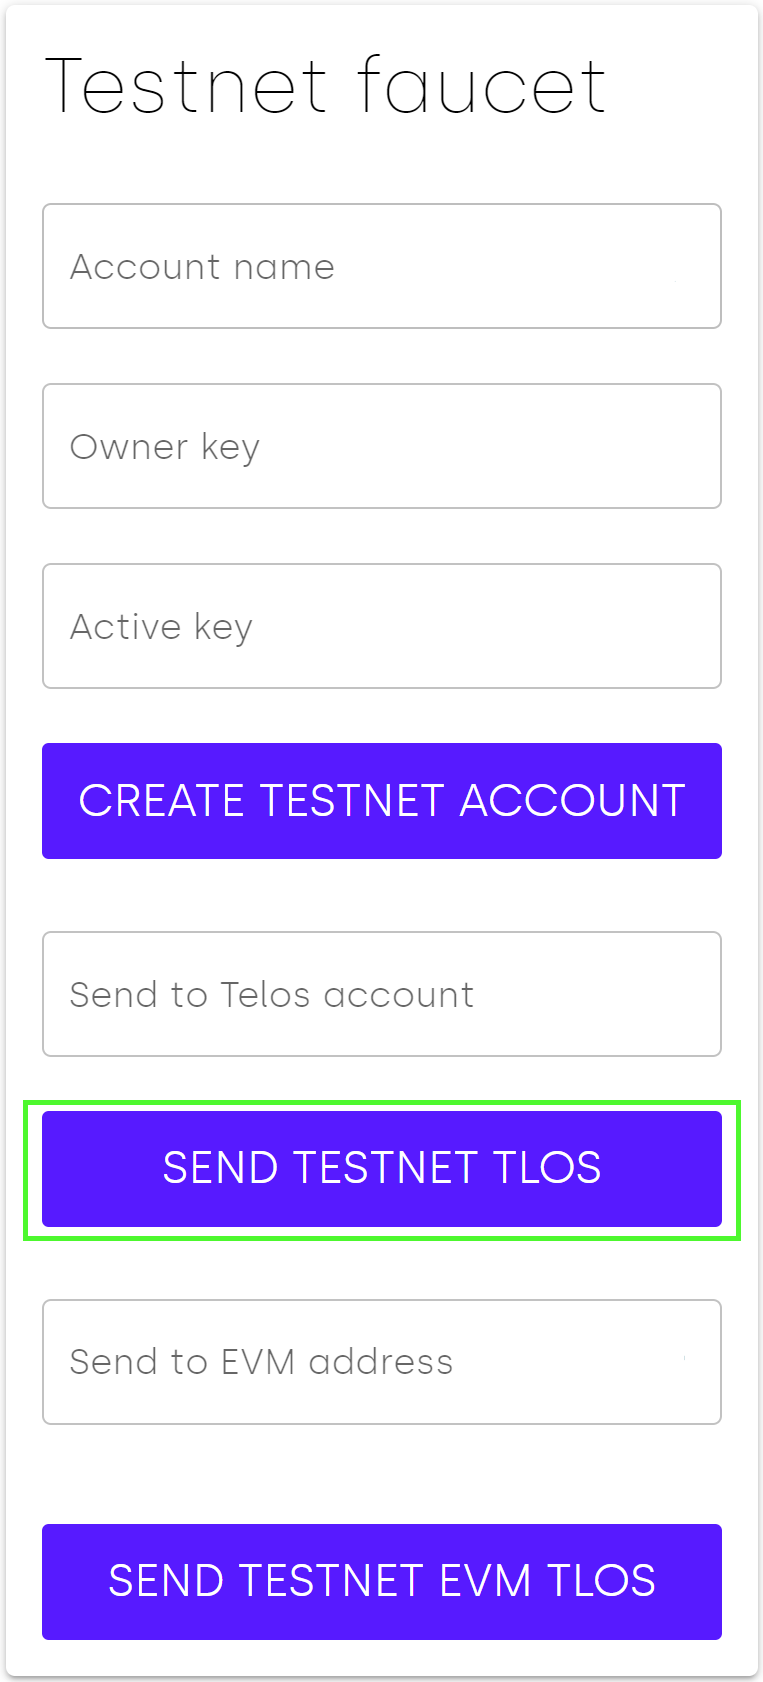 Testnet faucet
Account name
Owner key
Active key
CREATE TESTNET ACCOUNT
Send to Telos account
SEND TESTNET TLOS
Send to EVM address
SEND TESTNET EVM TLOS